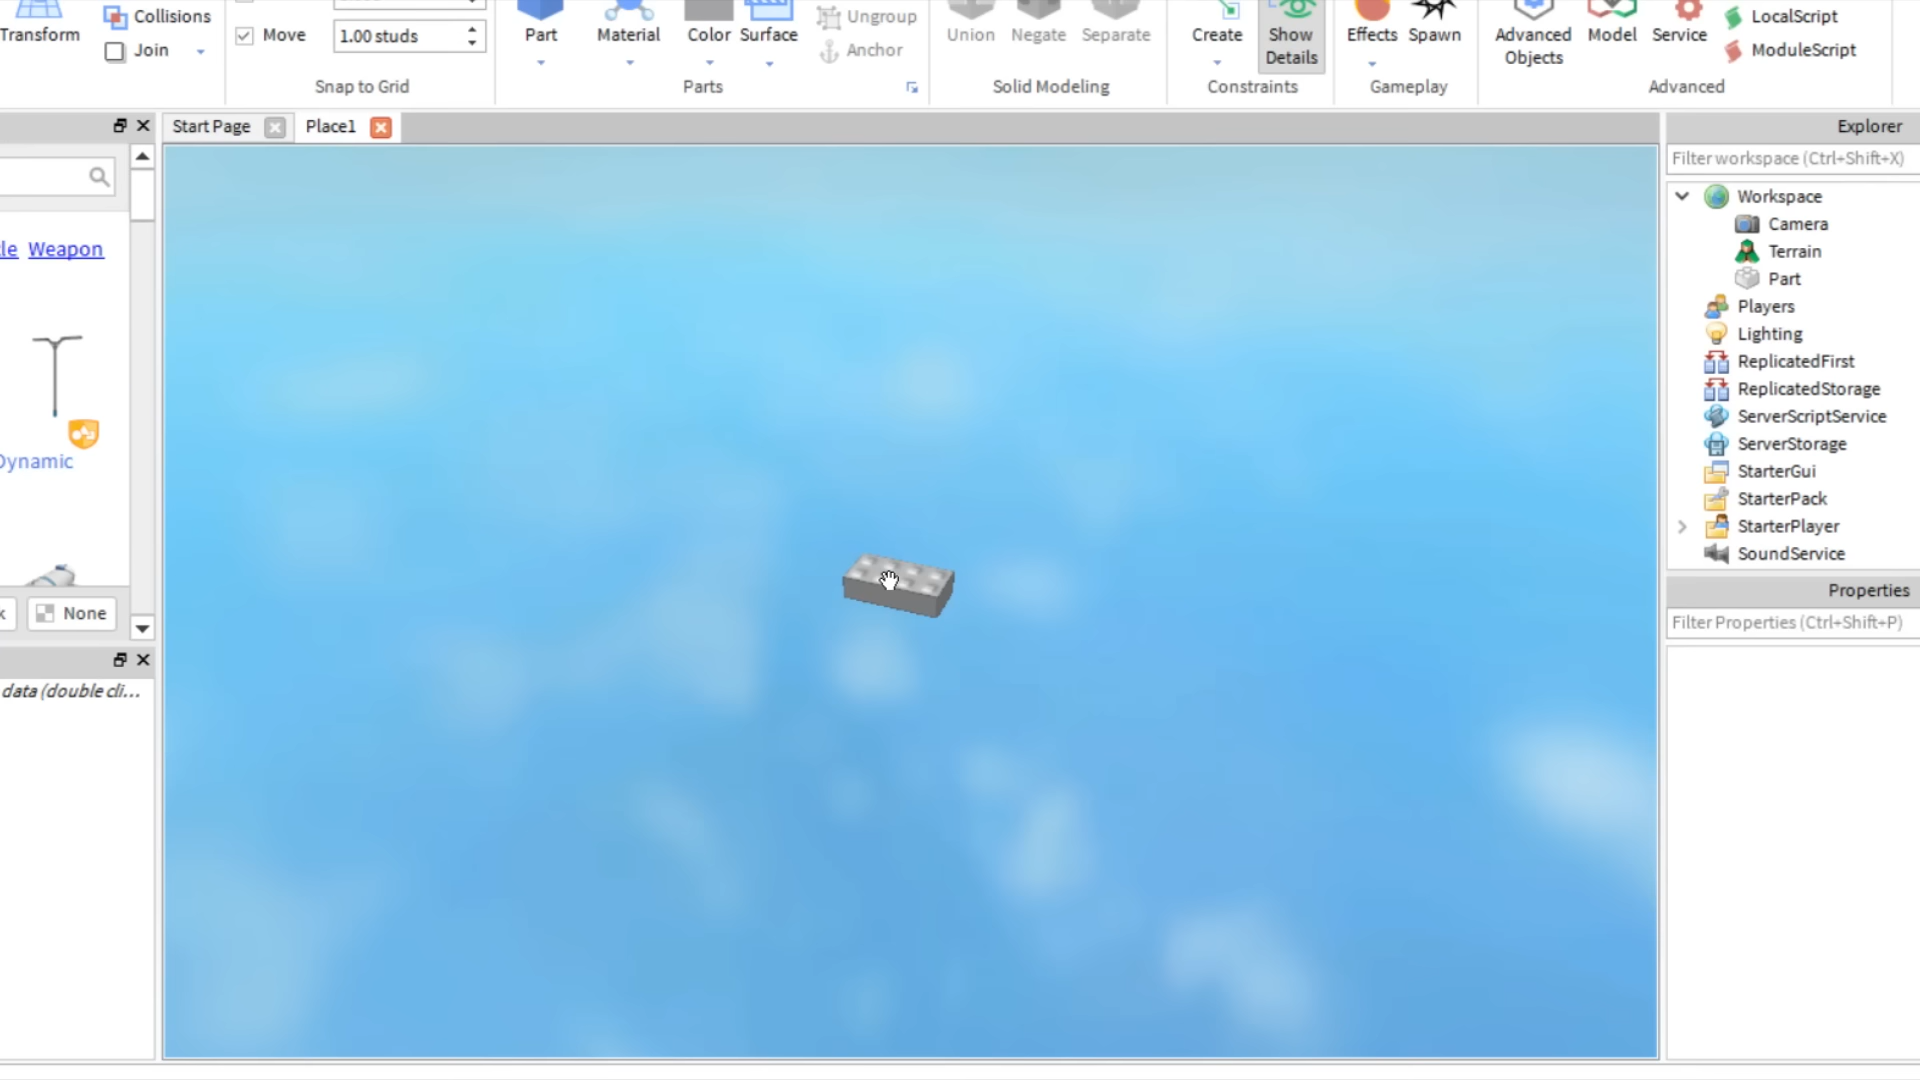 Transform
Collisions
Join
Move
1.00 studs
Snap to Grid
Part
Material
Color
Surface
Ungroup
Anchor
Parts
Union
Negate
Separate
Solid Modeling
Create
Show
Details
Constraints
Effects
Spawn
Gameplay
Advanced
Objects
Model
Service
LocalScript
ModuleScript
Advanced
Start Page
Place1
Weapon
Dynamic
None
data (double cli...
Explorer
Filter workspace (Ctrl+Shift+X)
Workspace
Camera
Terrain
Part
Players
Lighting
ReplicatedFirst
ReplicatedStorage
ServerScriptService
ServerStorage
StarterGui
StarterPack
StarterPlayer
SoundService
Properties
Filter Properties (Ctrl+Shift+P)